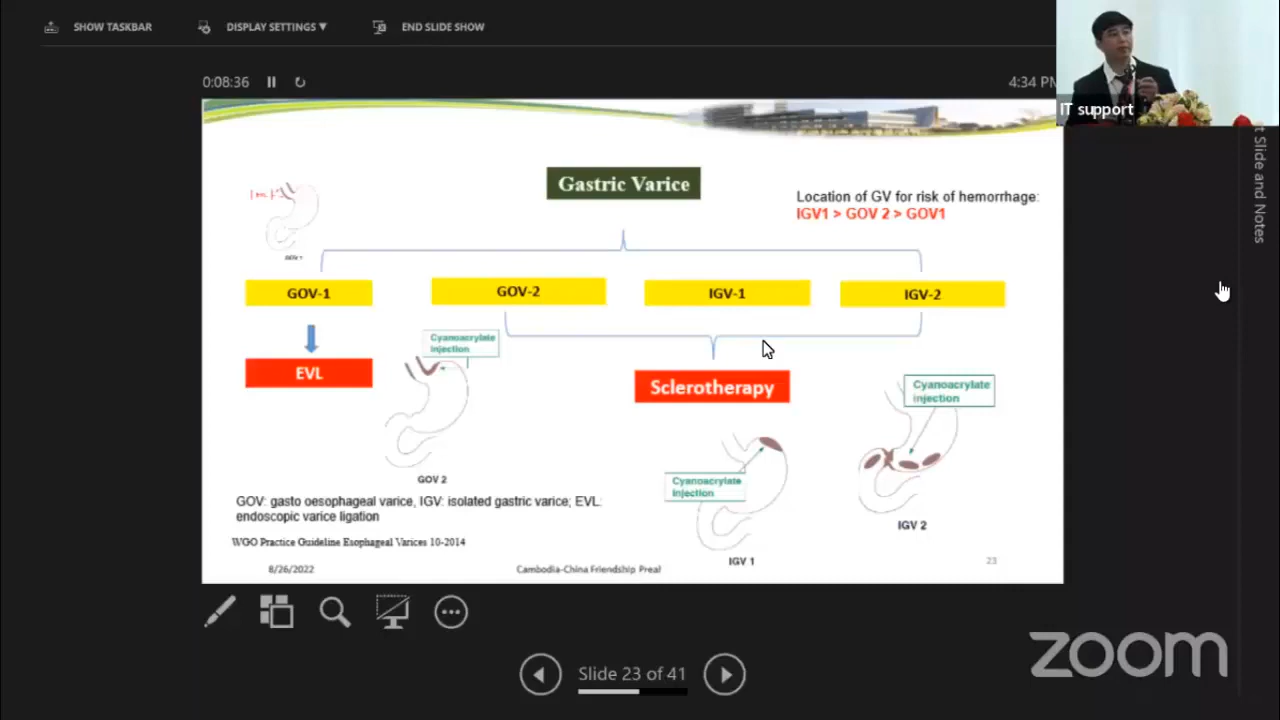 SHOW TASKBAR
DISPLAY SETTINGS ▼
END SLIDE SHOW
0:08:36
4:34 PM
IT support
t Slide and Notes
Gastric Varice
Location of GV for risk of hemorrhage:
IGV1 > GOV 2 > GOV1
GOV-1
GOV-2
IGV-1
IGV-2
EVL
Cyanoacrylate
injection
Sclerotherapy
Cyanoacrylate
injection
Cyanoacrylate
injection
GOV 2
IGV 2
IGV 1
GOV: gasto oesophageal varice, IGV: isolated gastric varice; EVL:
endoscopic varice ligation
WGO Practice Guideline Esophageal Varices 10-2014
8/26/2022
Cambodia-China Friendship Preal
23
Slide 23 of 41
zoom